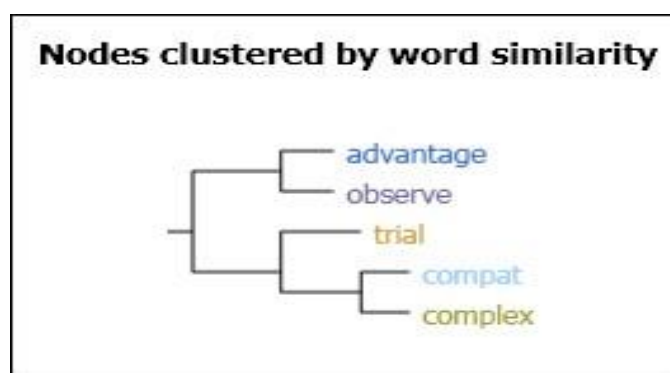 Nodes clustered by word similarity
advantage
observe
trial
compat
complex